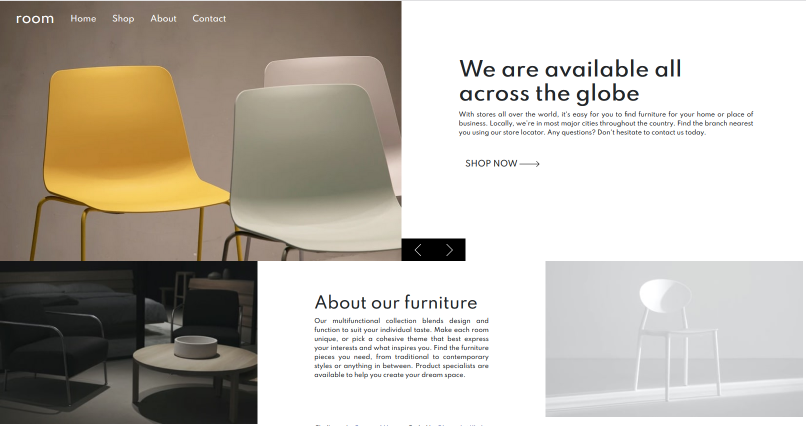 room Home Shop About Contact
We are available all
across the globe
With stores all over the world, it's easy for you to find furniture for your home or place of
business. Locally, we're in most major cities throughout the country. Find the branch nearest
you using our store locator. Any questions? Don't hesitate to contact us today.
SHOP NOW
About our furniture
Our multifunctional collection blends design and
function to suit your individual taste. Make each room
unique, or pick a cohesive theme that best express
your interests and what inspires you. Find the furniture
pieces you need, from traditional to contemporary
styles or anything in between. Product specialists are
available to help you create your dream space.